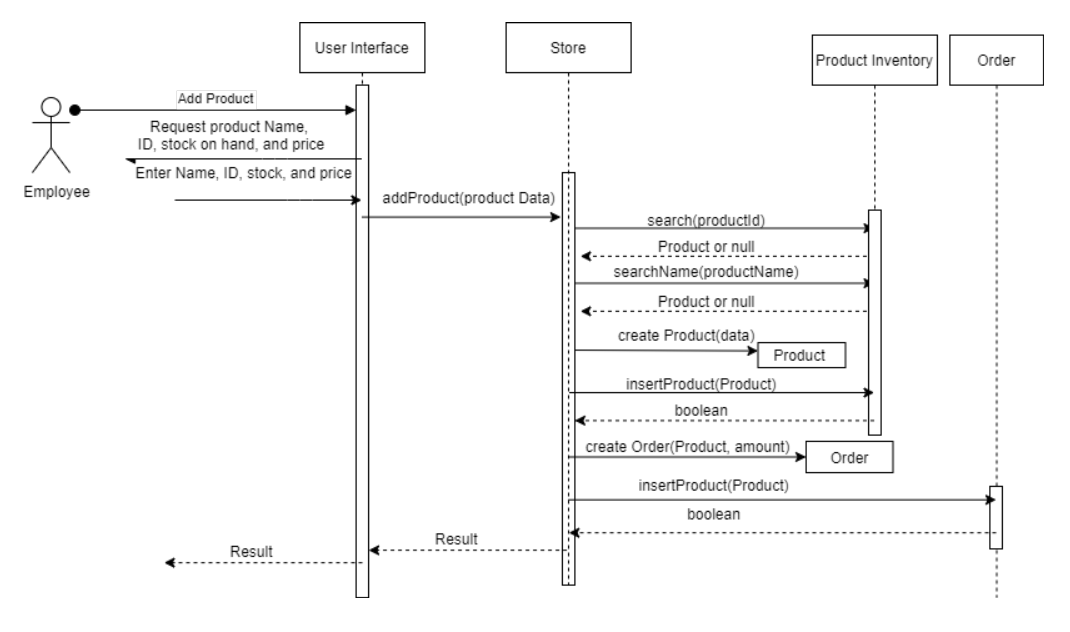 User Interface
Store
Product Inventory
Order
Employee
Add Product
Request product Name,
ID, stock on hand, and price
Enter Name, ID, stock, and price
addProduct(product Data)
search(productId)
Product or null
searchName(productName)
Product or null
create Product(data)
Product
insertProduct(Product)
boolean
create Order(Product, amount)
Order
insertProduct(Product)
boolean
Result
Result